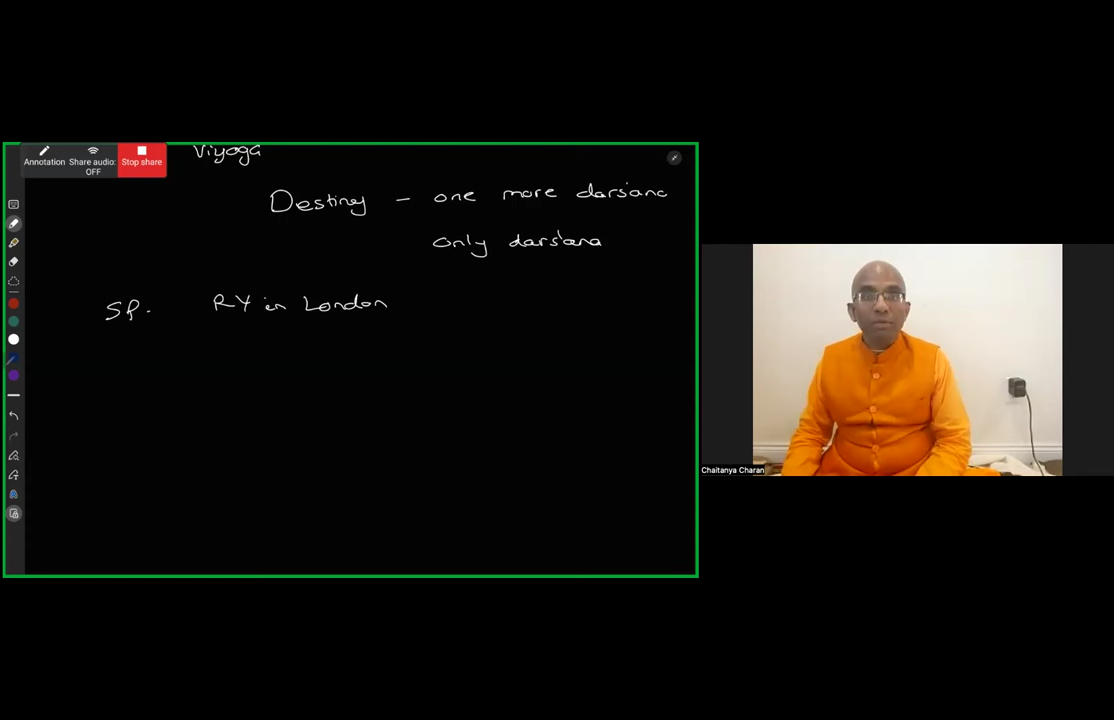 Viyoga
Annotation
Share audio: OFF
Stop share
Destiny - one more darśana
only darśana
SP. RY in London
Chaitanya Charan